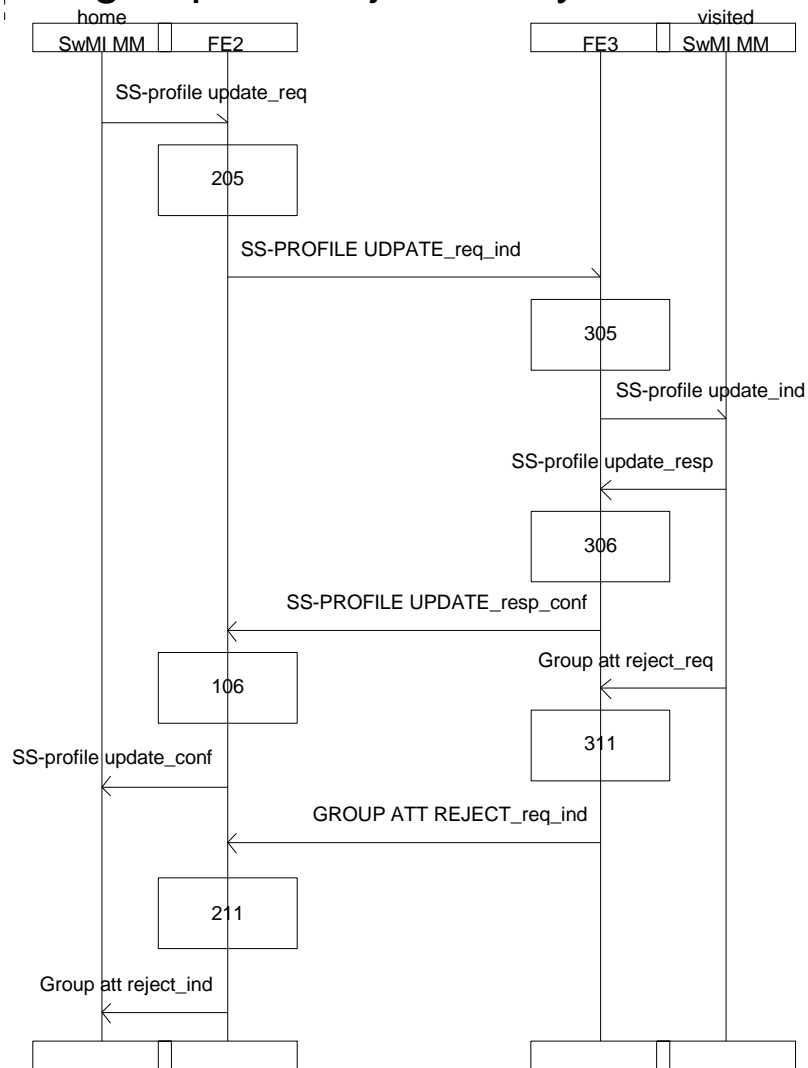 home
visited
SwMI MM
FE2
FE3
SwMI MM
SS-profile update_req
205
SS-PROFILE UDPATE_req_ind
305
SS-profile update_ind
SS-profile update_resp
306
SS-PROFILE UPDATE_resp_conf
Group att reject_req
106
311
SS-profile update_conf
GROUP ATT REJECT_req_ind
211
Group att reject_ind